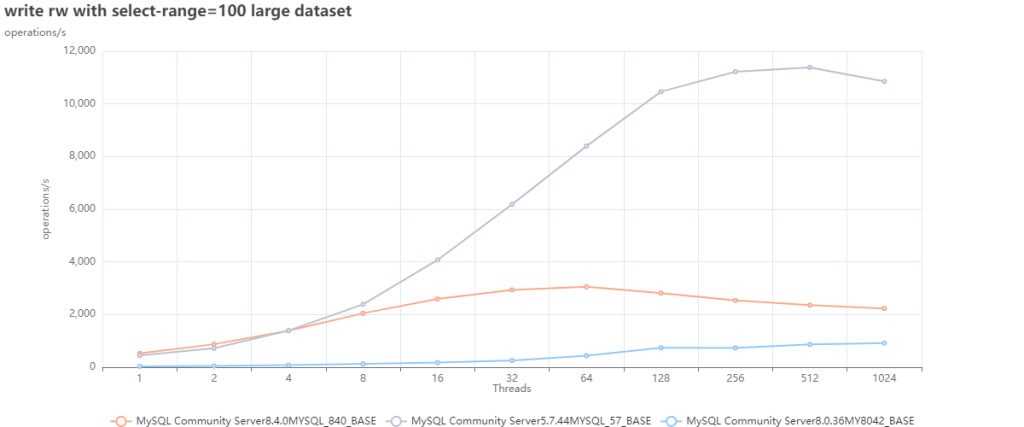 write rw with select-range=100 large dataset
operations/s
12,000
10,000
8,000
6,000
4,000
2,000
0
operations/s
1 2 4 8 16 32 64 128 256 512 1024
Threads
MySQL Community Server8.4.0MYSQL_840_BASE MySQL Community Server5.7.44MYSQL_57_BASE MySQL Community Server8.0.36MY8042_BASE